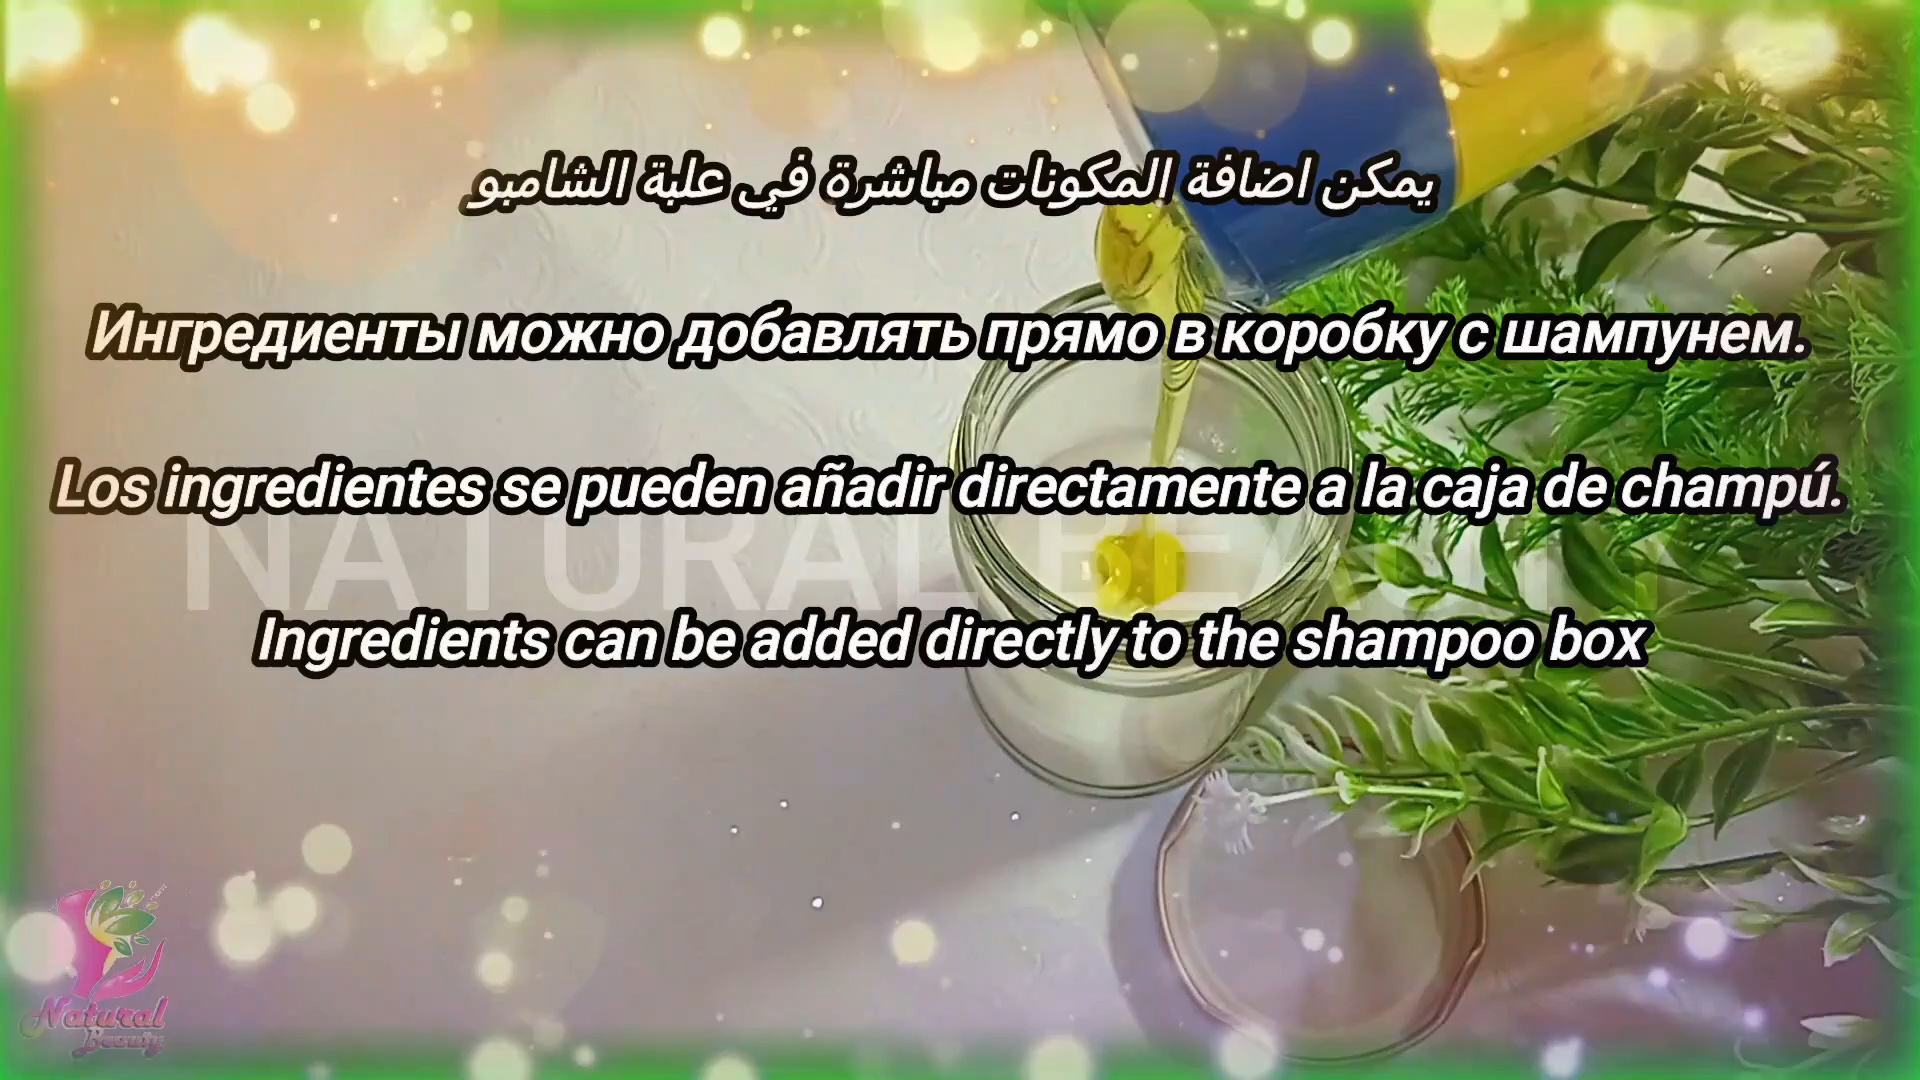 يمكن اضافة المكونات مباشرة في علبة الشامبو
Ингредиенты можно добавлять прямо в коробку с шампунем.
Los ingredientes se pueden añadir directamente a la caja de champú.
NATURAL BEAUTY
Ingredients can be added directly to the shampoo box
Natural
Beauty